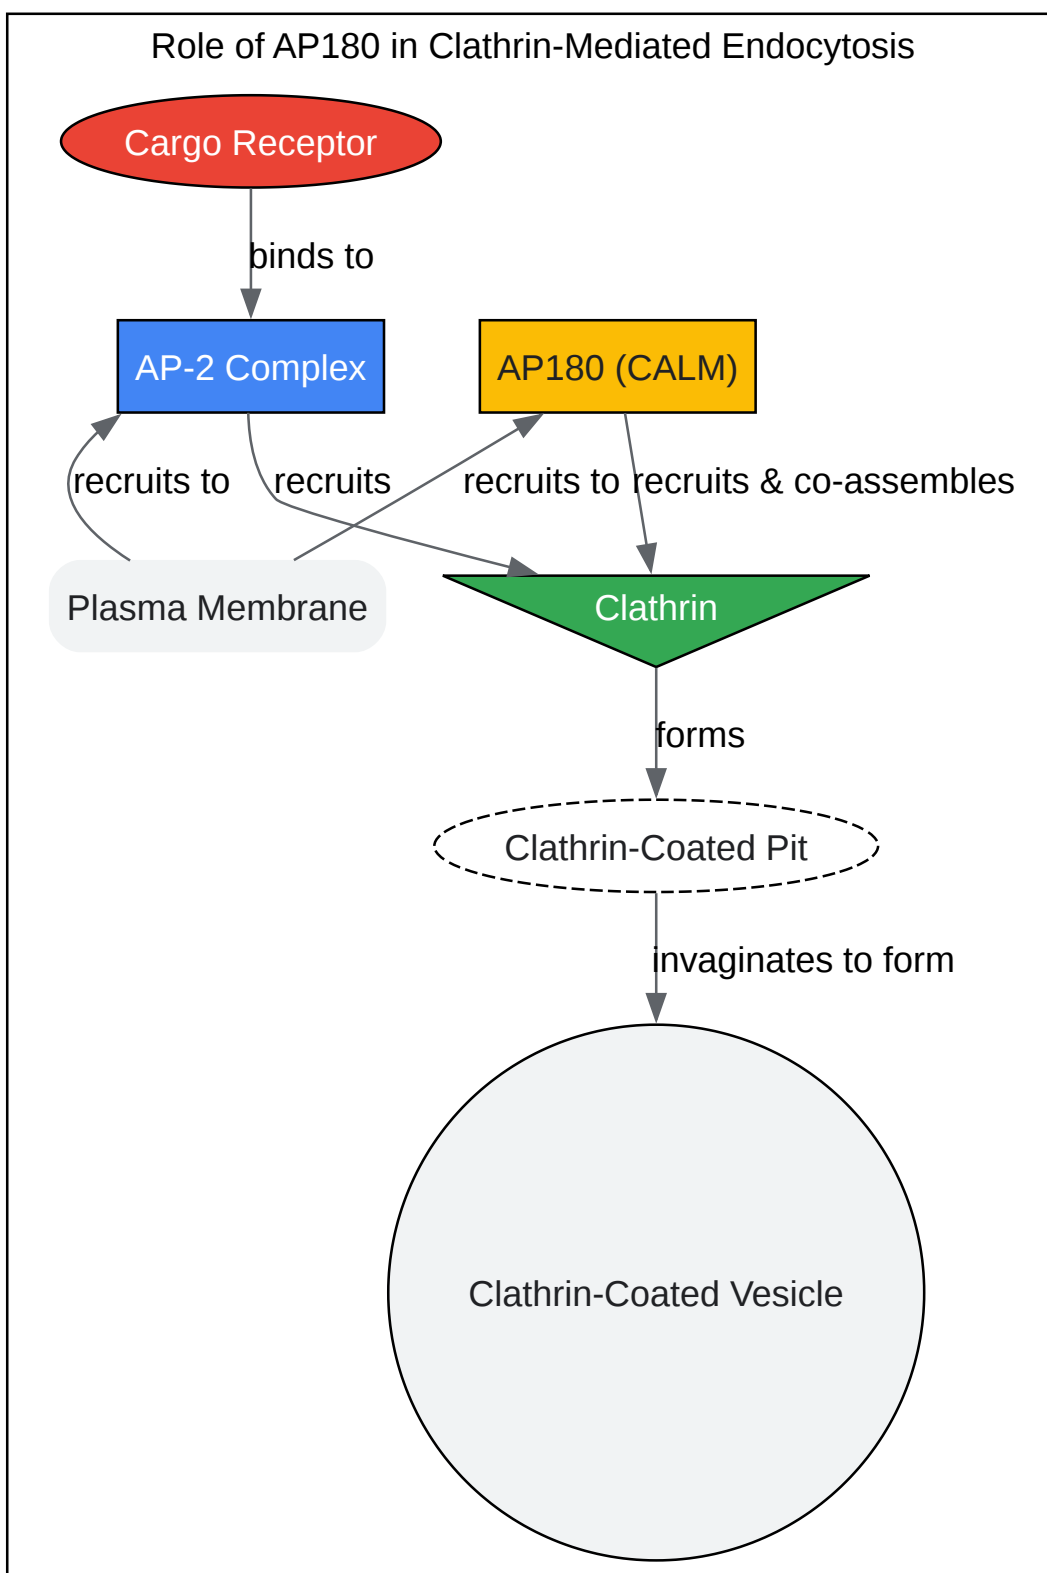 Role of AP180 in Clathrin-Mediated Endocytosis
Cargo Receptor
binds to
AP-2 Complex
AP180 (CALM)
recruits to
recruits
recruits to
recruits & co-assembles
Plasma Membrane
Clathrin
forms
Clathrin-Coated Pit
invaginates to form
Clathrin-Coated Vesicle